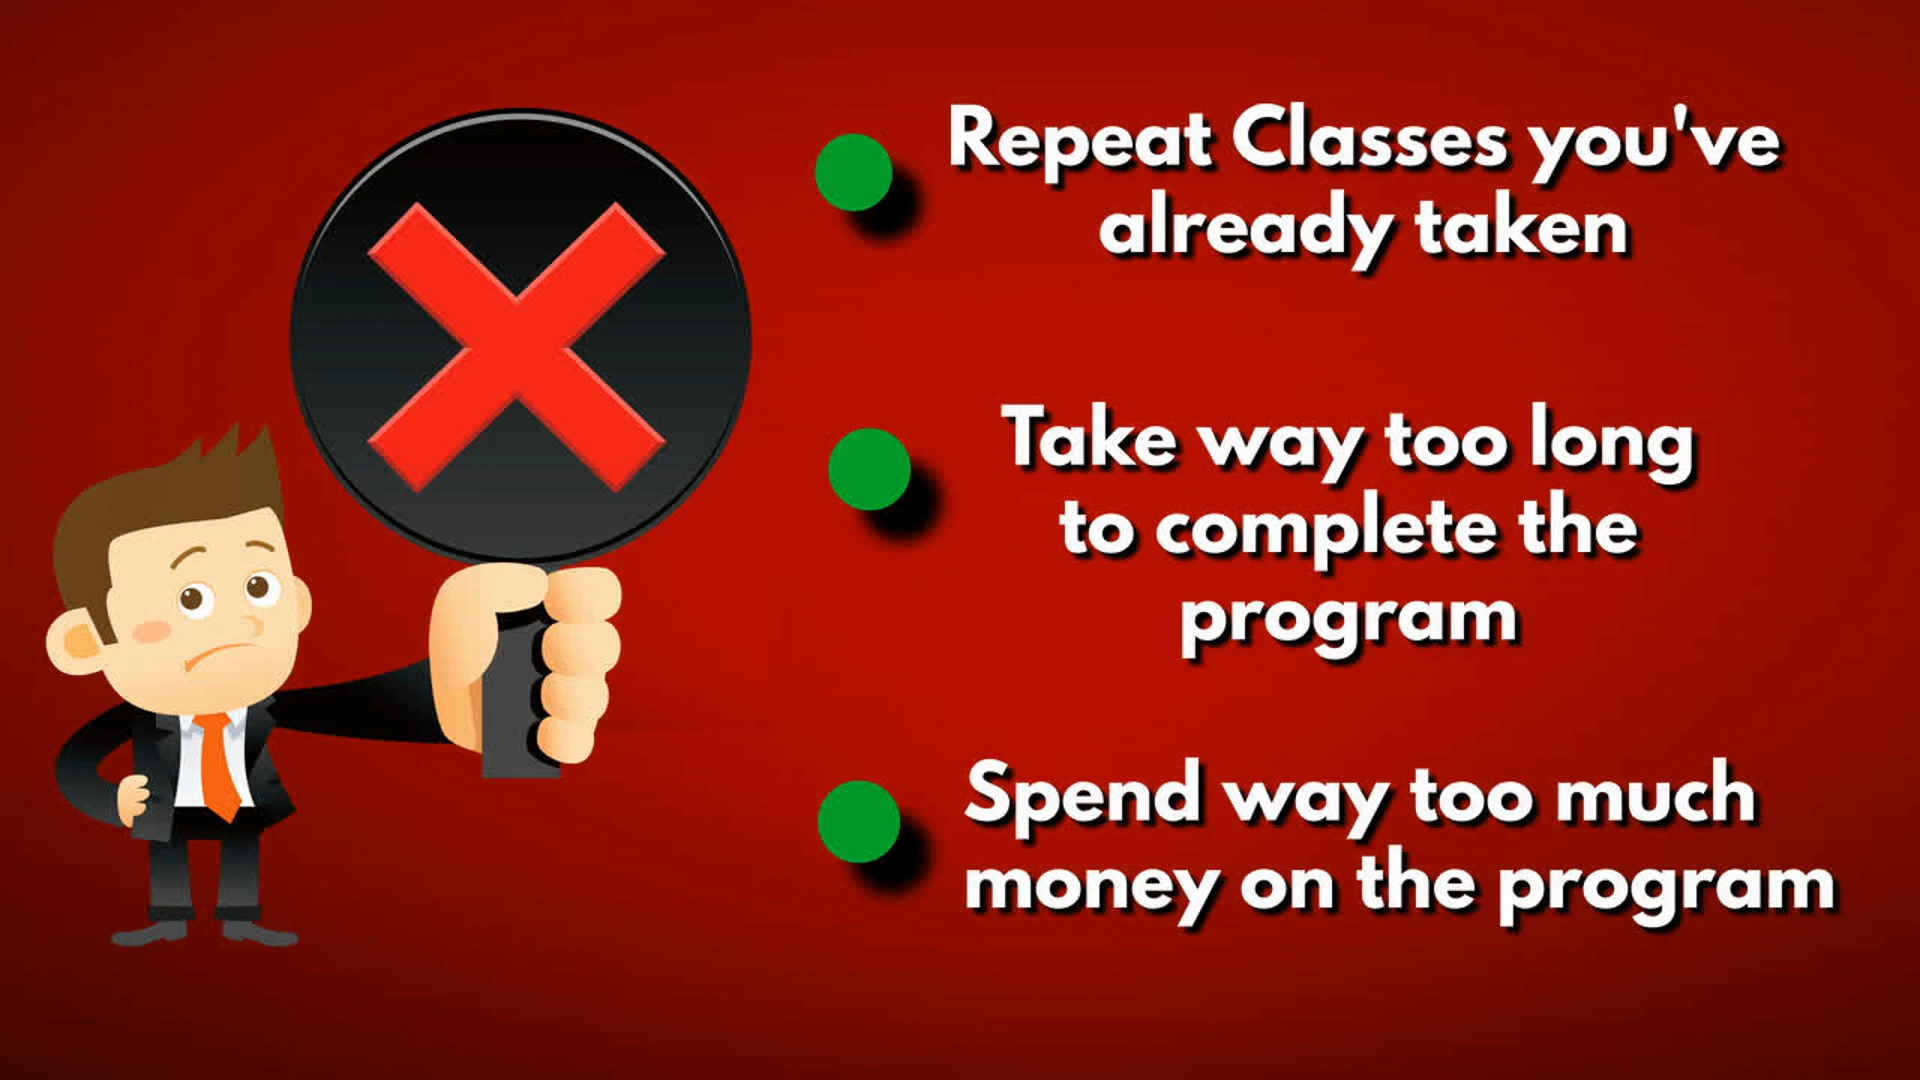 Repeat Classes you've
already taken
Take way too long
to complete the
program
Spend way too much
money on the program